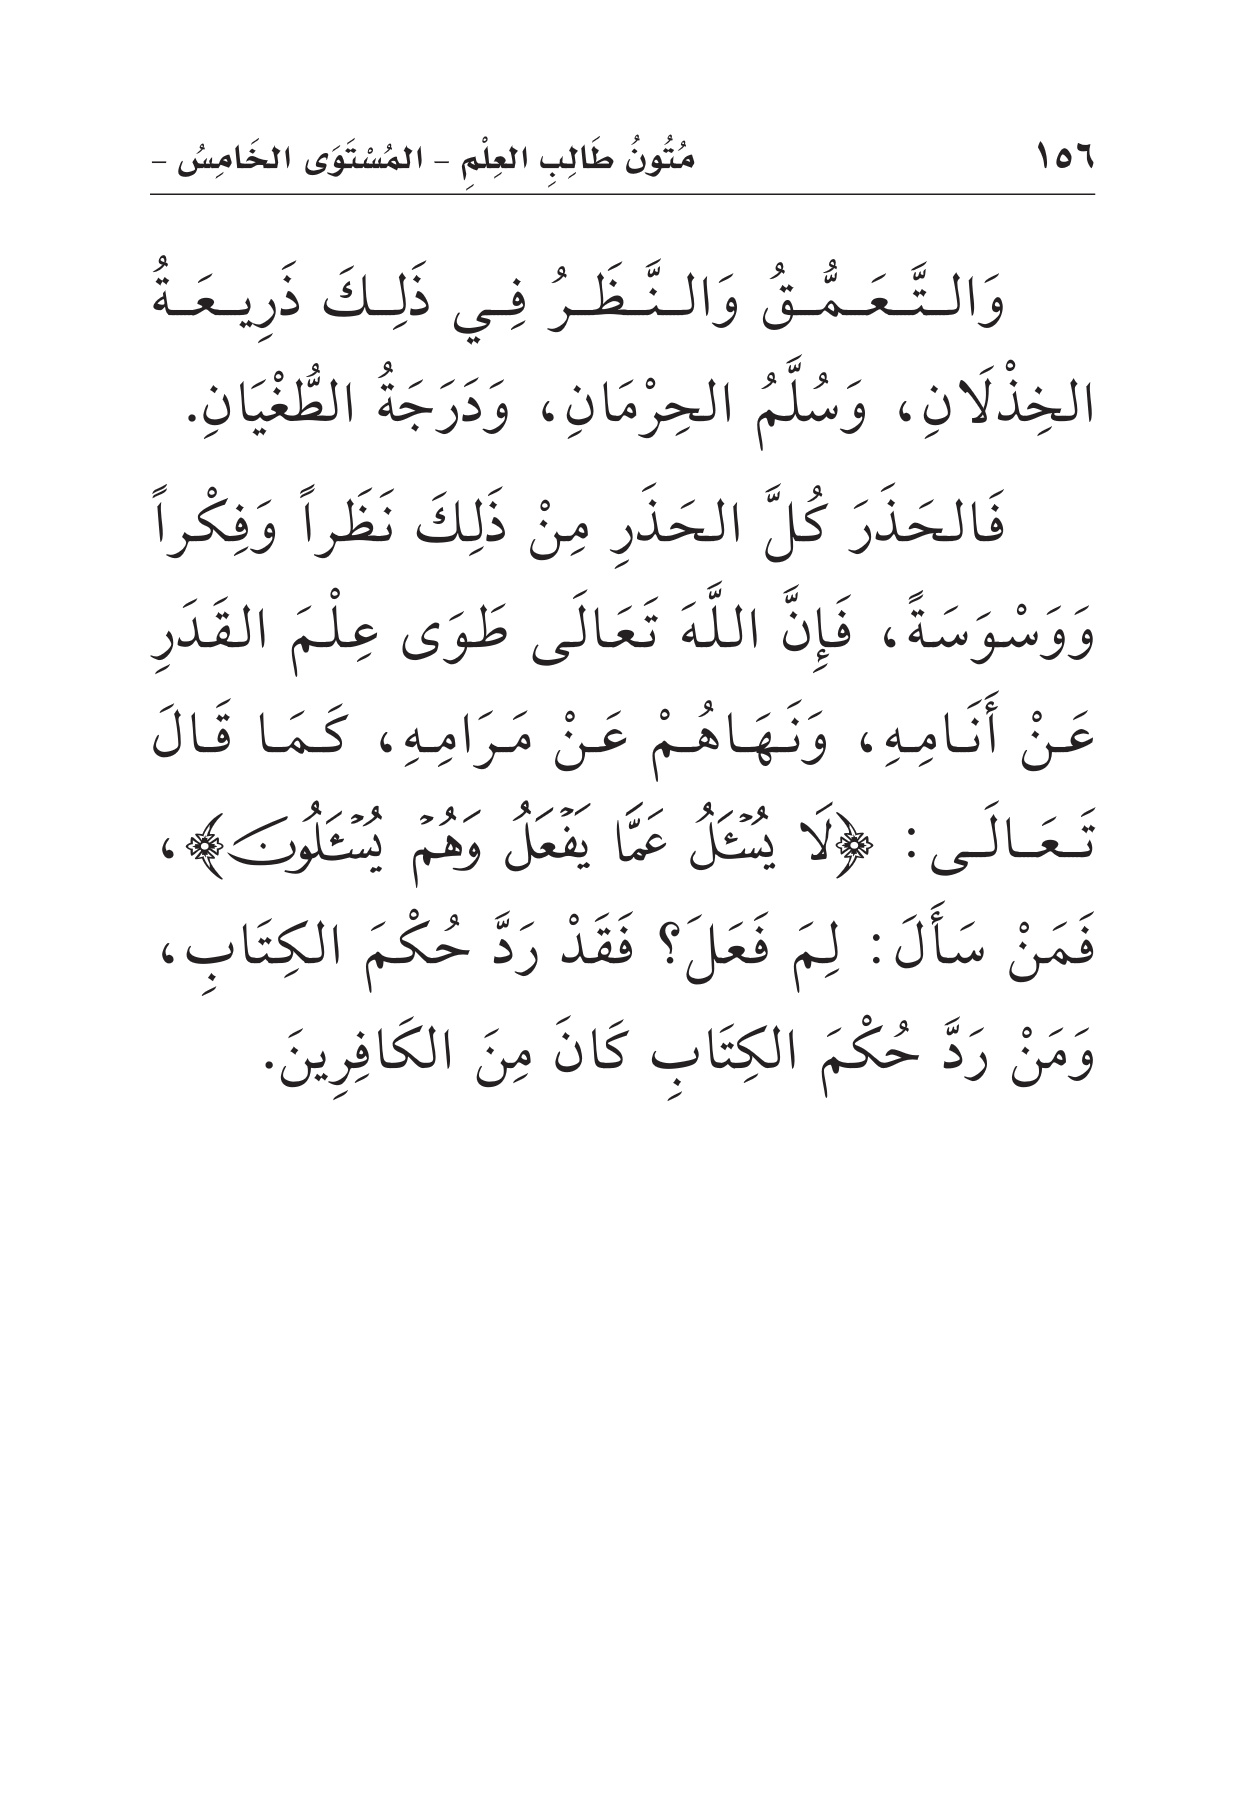 ١٥٦ مُتُونُ طَالِبِ العِلْمِ – المُسْتَوَى الخَامِسُ –
وَالتَّعَمُّقُ وَالنَّظَرُ فِي ذَلِكَ ذَرِيعَةُ
الخِذْلَانِ، وَسُلَّمُ الحِرْمَانِ، وَدَرَجَةُ الطُّغْيَانِ.
فَالحَذَرَ كُلَّ الحَذَرِ مِنْ ذَلِكَ نَظَراً وَفِكْراً
وَوَسْوَسَةً، فَإِنَّ اللَّهَ تَعَالَى طَوَى عِلْمَ القَدَرِ
عَنْ أَنَامِهِ، وَنَهَاهُمْ عَنْ مَرَامِهِ، كَمَا قَالَ
تَعَالَى: ﴿لَا يُسْـَٔلُ عَمَّا يَفْعَلُ وَهُمْ يُسْـَٔلُونَ﴾،
فَمَنْ سَأَلَ: لِمَ فَعَلَ؟ فَقَدْ رَدَّ حُكْمَ الكِتَابِ،
وَمَنْ رَدَّ حُكْمَ الكِتَابِ كَانَ مِنَ الكَافِرِينَ.